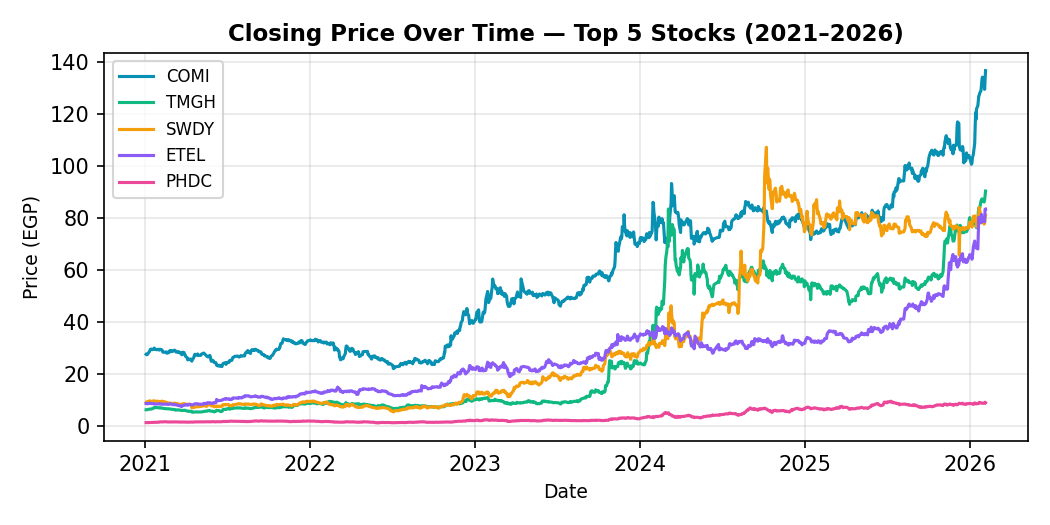 Closing Price Over Time — Top 5 Stocks (2021–2026)
COMI
TMGH
SWDY
ETEL
PHDC
Price (EGP)
140
120
100
80
60
40
20
0
2021 2022 2023 2024 2025 2026
Date